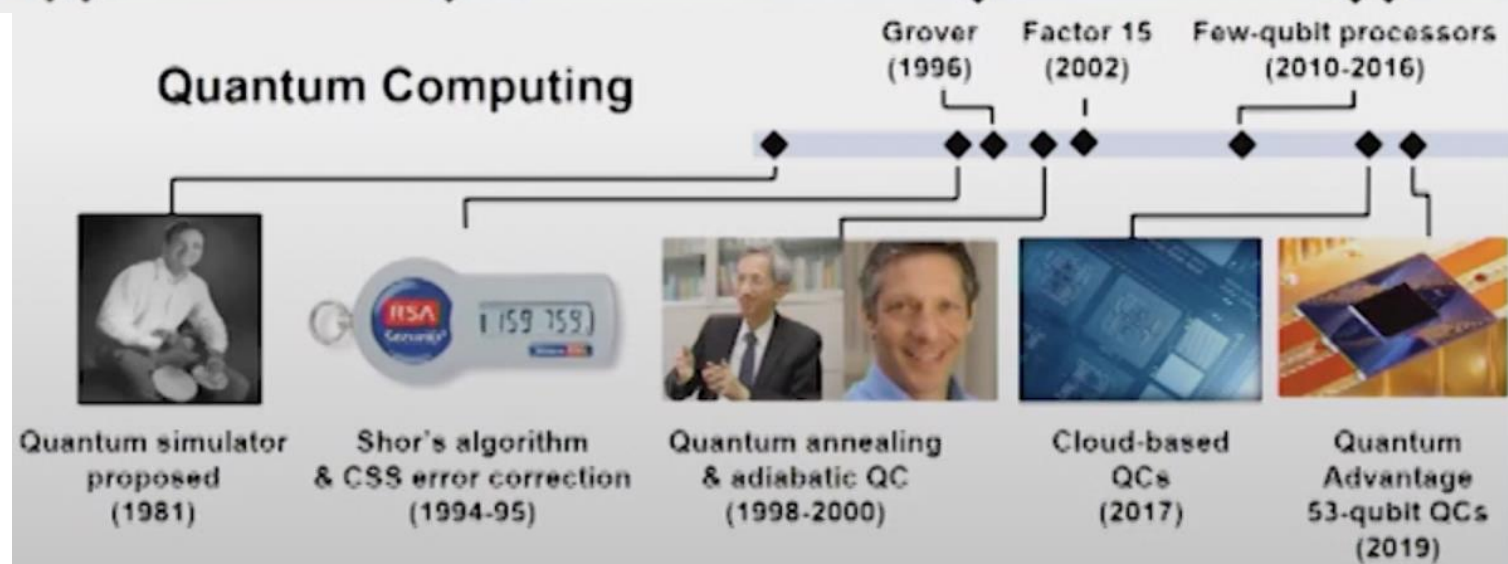 Grover
(1996)
Factor 15
(2002)
Few-qubit processors
(2010-2016)
Quantum Computing
RSA
Security
159 759
Quantum simulator
proposed
(1981)
Shor's algorithm
& CSS error correction
(1994-95)
Quantum annealing
& adiabatic QC
(1998-2000)
Cloud-based
QCs
(2017)
Quantum
Advantage
53-qubit QCs
(2019)